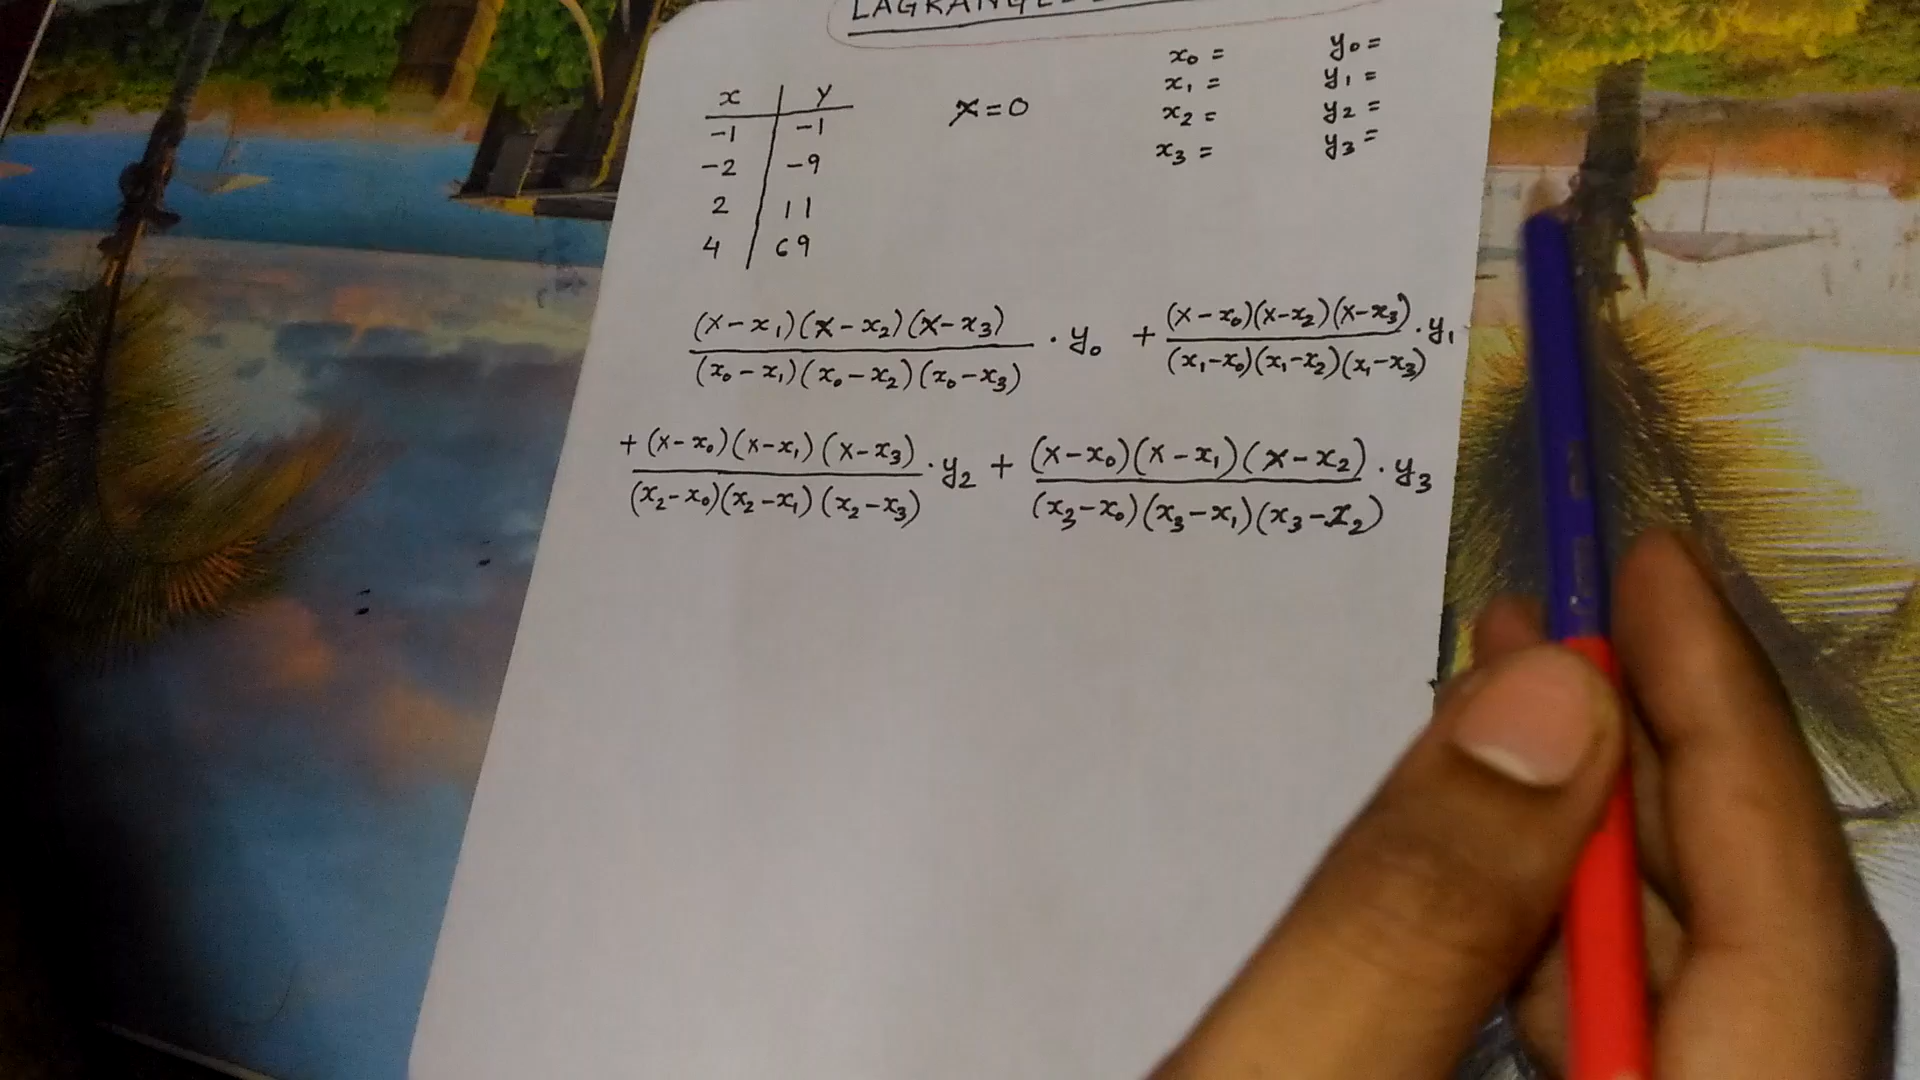 LAGRANGE
x y
-1 -1
-2 -9
2 11
4 69
x=0
x₀ = y₀ =
x₁ = y₁ =
x₂ = y₂ =
x₃ = y₃ =
(x-x₁)(x-x₂)(x-x₃) / (x₀-x₁)(x₀-x₂)(x₀-x₃) · y₀ + (x-x₀)(x-x₂)(x-x₃) / (x₁-x₀)(x₁-x₂)(x₁-x₃) · y₁
+ (x-x₀)(x-x₁)(x-x₃) / (x₂-x₀)(x₂-x₁)(x₂-x₃) · y₂ + (x-x₀)(x-x₁)(x-x₂) / (x₃-x₀)(x₃-x₁)(x₃-x₂) · y₃